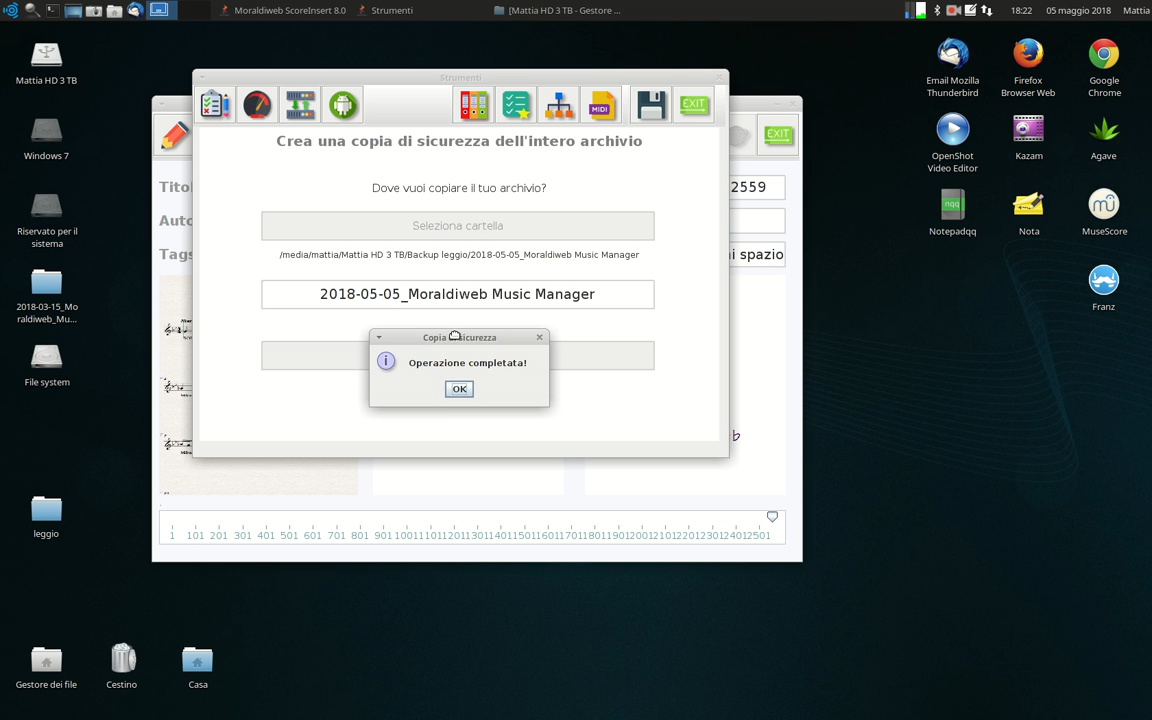 Moraldiweb ScoreInsert 8.0
Strumenti
[Mattia HD 3 TB - Gestore ...
18:22
05 maggio 2018
Mattia
Mattia HD 3 TB
Windows 7
Riservato per il
sistema
2018-03-15_Mo
raldiweb_Mu...
File system
leggio
Gestore dei file
Cestino
Casa
Strumenti
MIDI
EXIT
EXIT
Crea una copia di sicurezza dell'intero archivio
Dove vuoi copiare il tuo archivio?
Seleziona cartella
/media/mattia/Mattia HD 3 TB/Backup leggio/2018-05-05_Moraldiweb Music Manager
2018-05-05_Moraldiweb Music Manager
Operazione completata!
OK
2559
spazio
1 101 201 301 401 501 601 701 801 901 1001 1101 1201 1301 1401 1501 1601 1701 1801 1901 2001 2101 2201 2301 2401 2501
Email Mozilla
Thunderbird
Firefox
Browser Web
Google
Chrome
OpenShot
Video Editor
Kazam
Agave
nqq
Notepadqq
Nota
mu
MuseScore
Franz